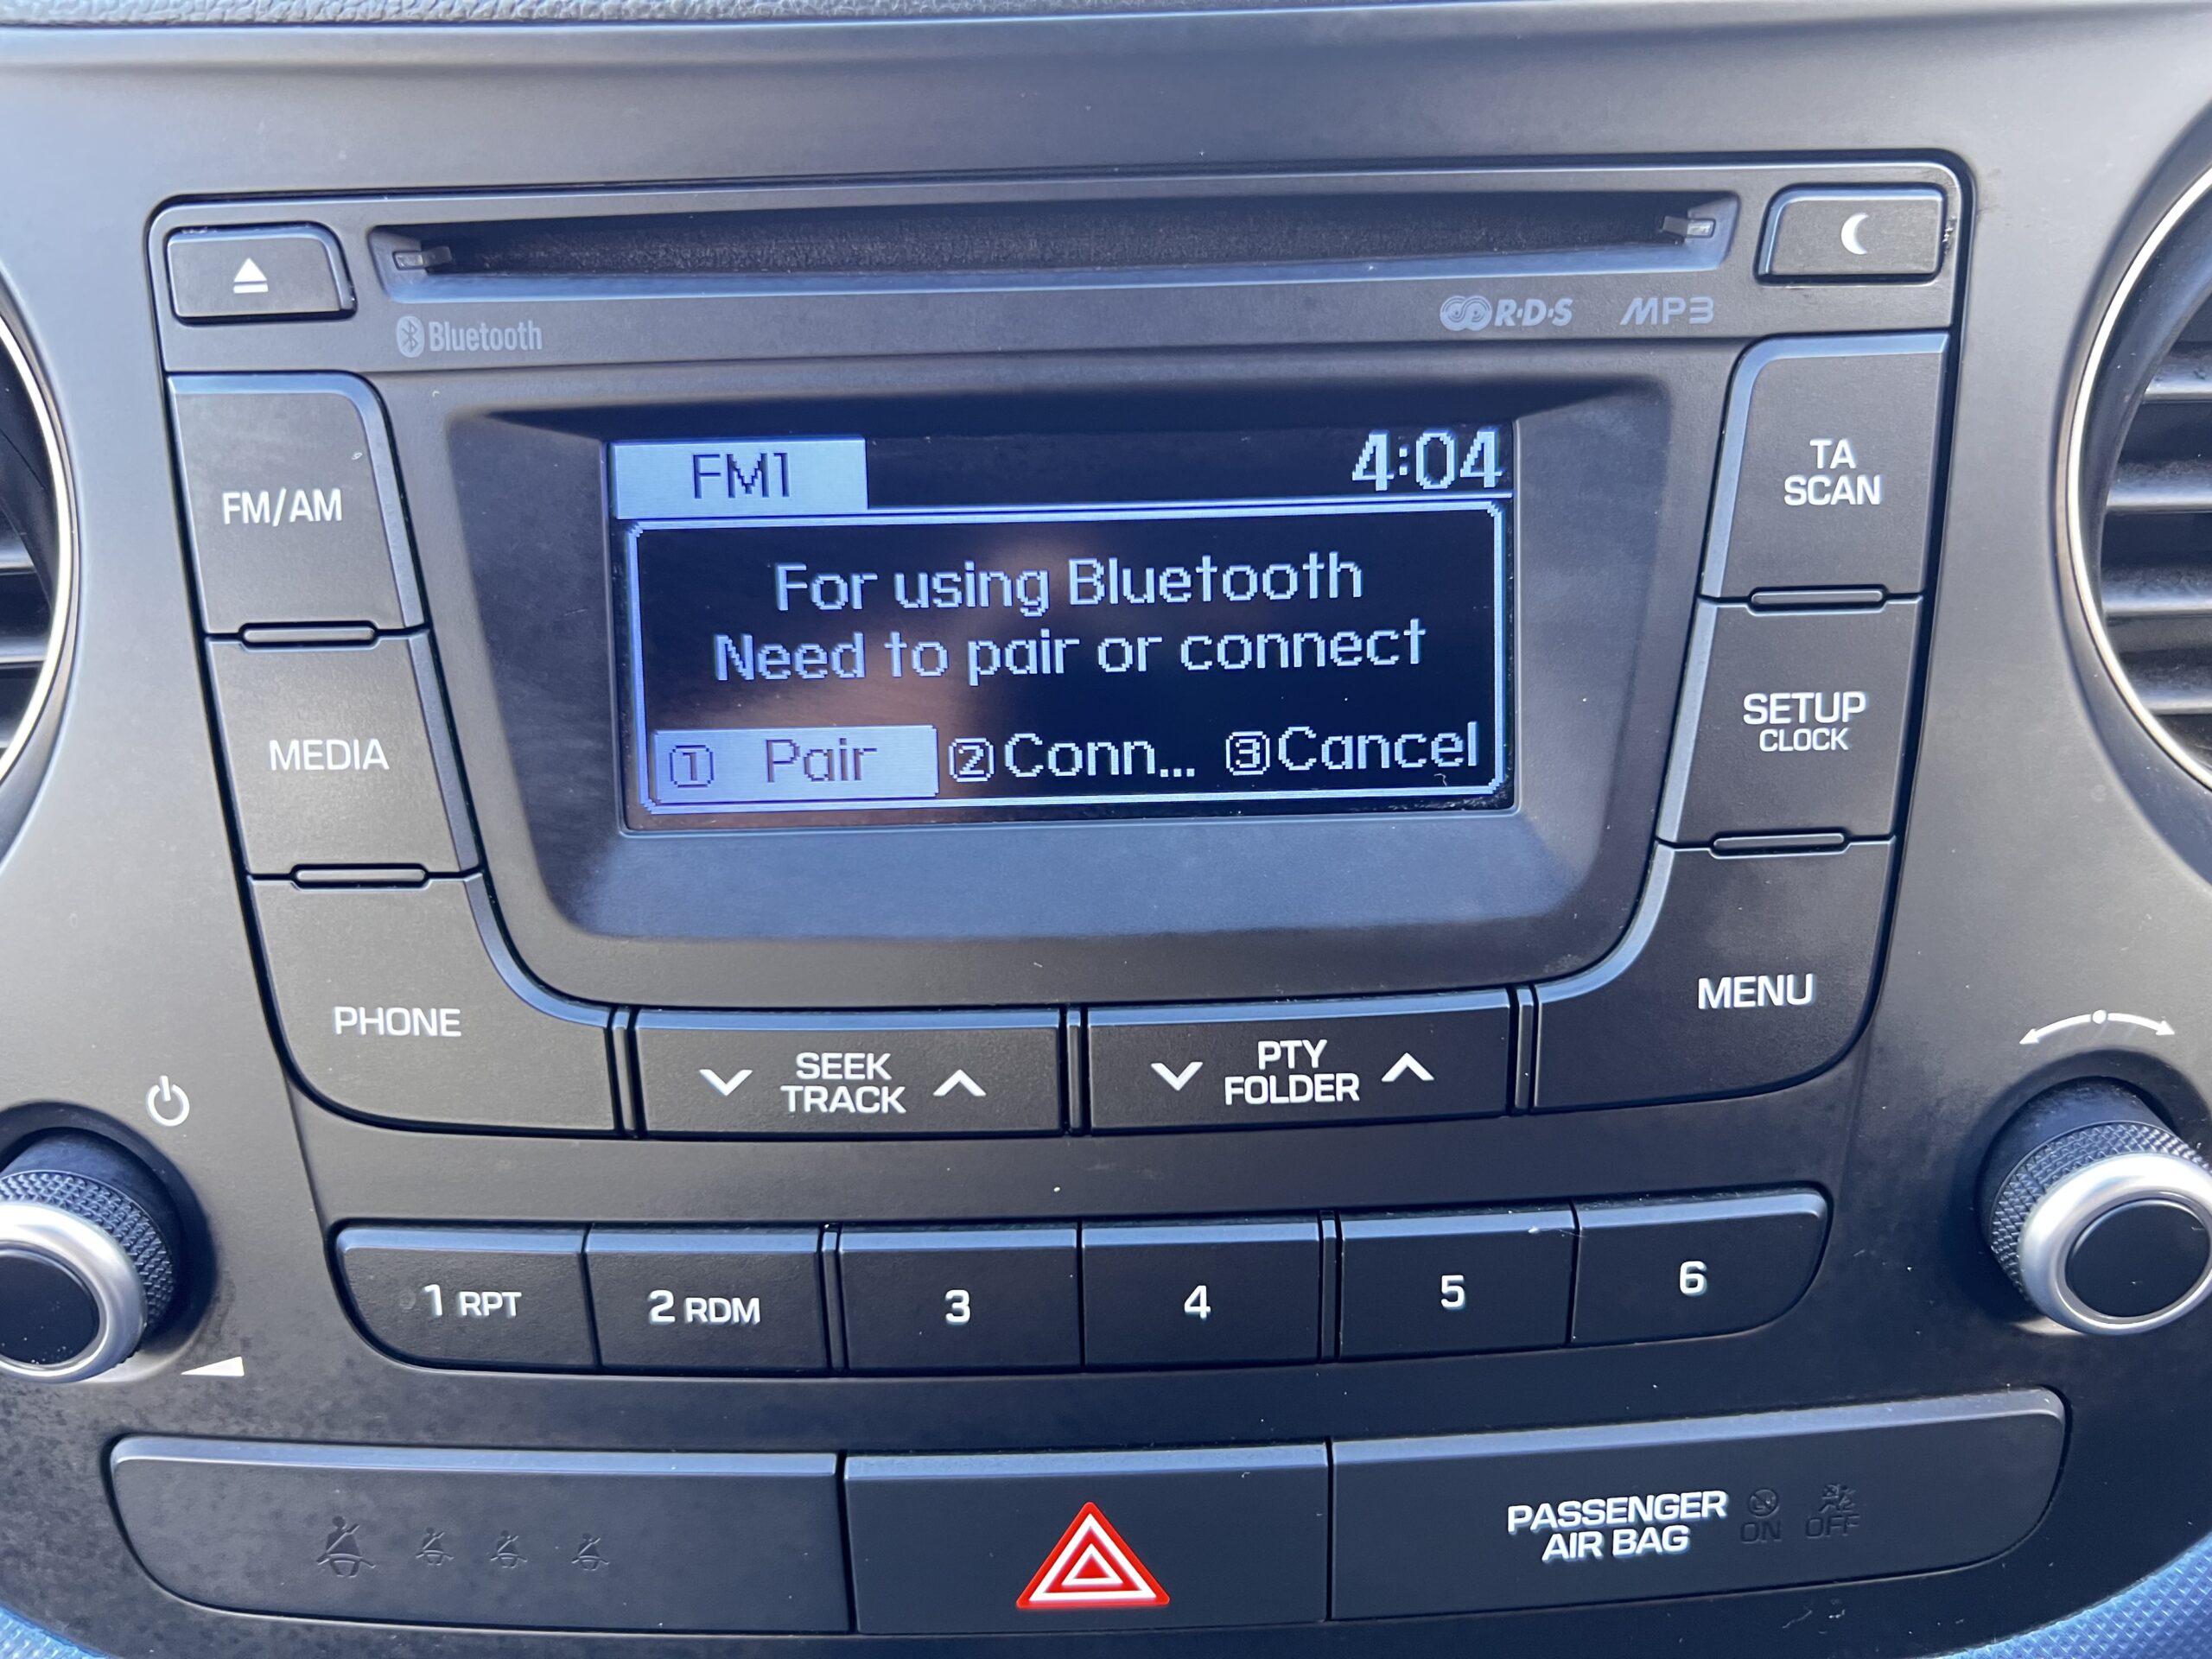 Bluetooth
R·D·S MP3
FM/AM
MEDIA
PHONE
FM1 4:04
For using Bluetooth
Need to pair or connect
1 Pair 2 Conn... 3 Cancel
TA
SCAN
SETUP
CLOCK
MENU
SEEK
TRACK
PTY
FOLDER
1 RPT 2 RDM 3 4 5 6
PASSENGER
AIR BAG
ON OFF